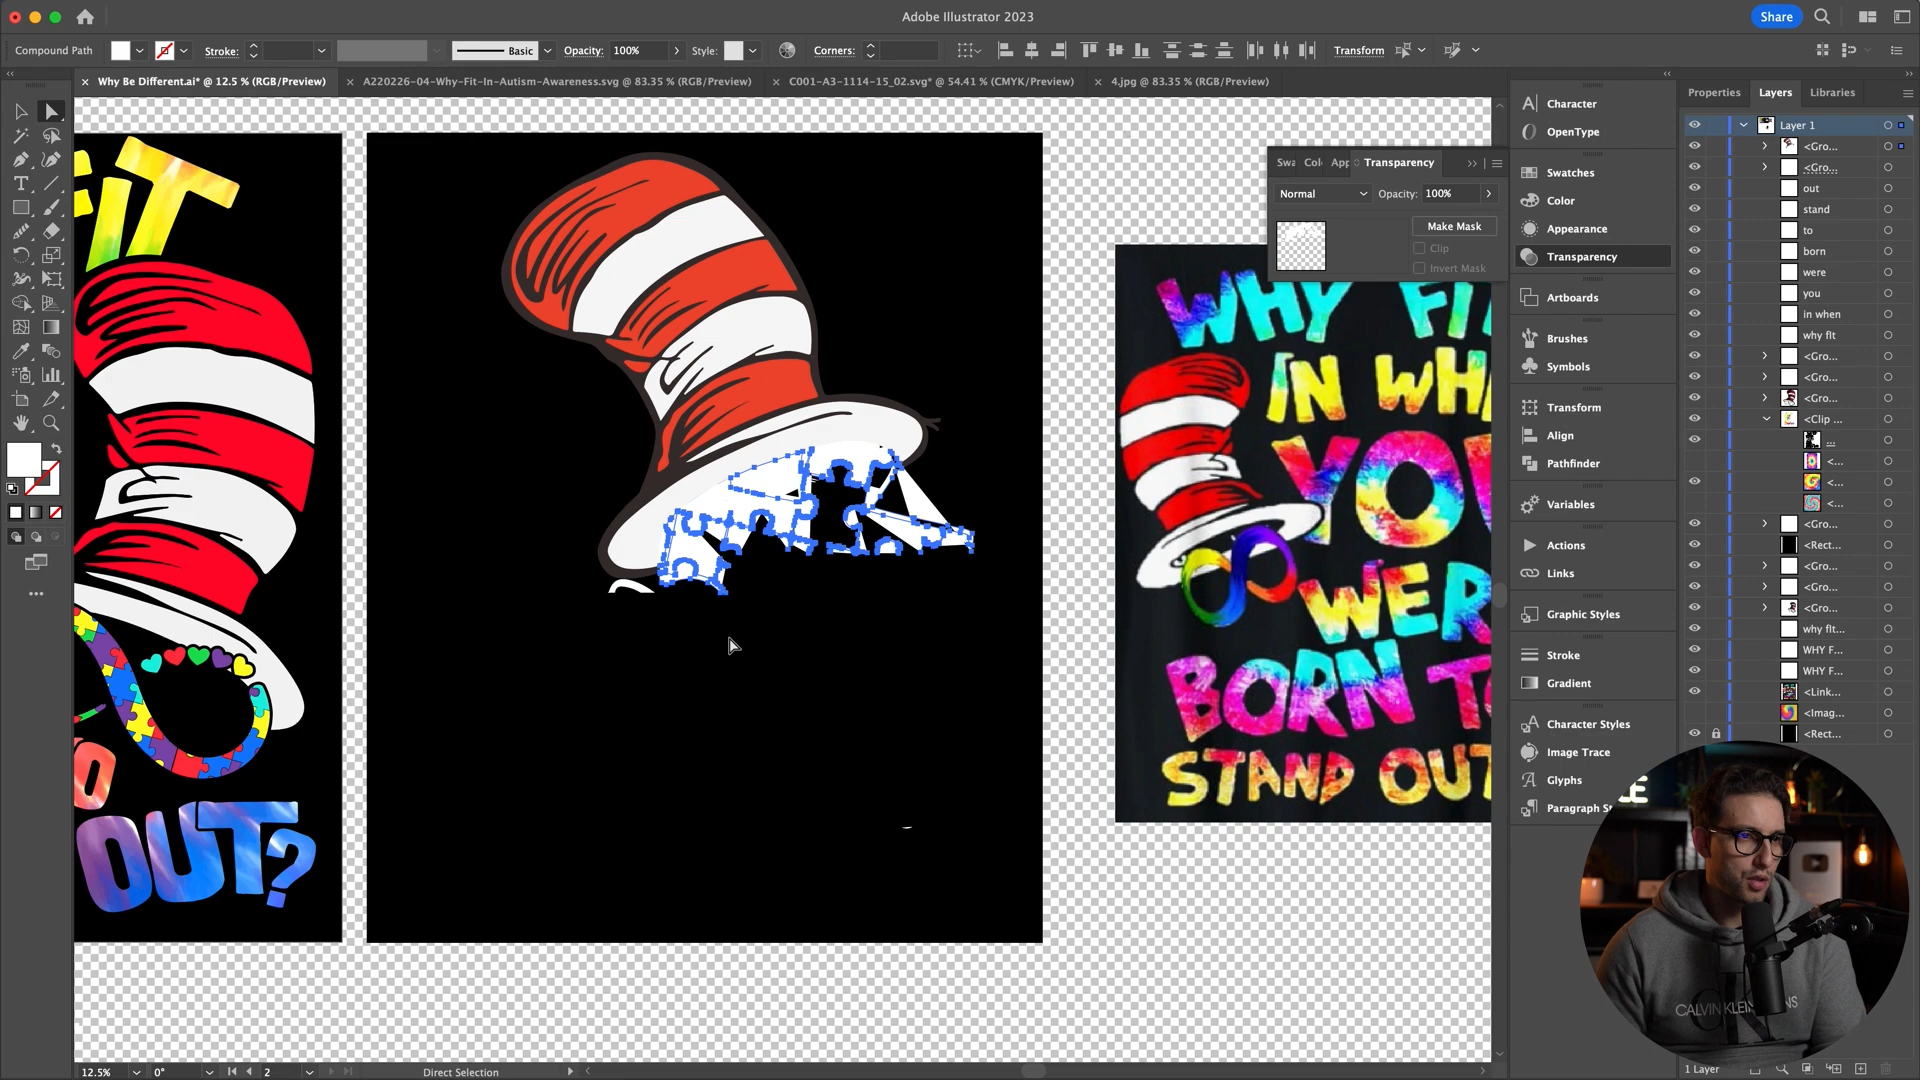 Adobe Illustrator 2023
Share
Compound Path
Stroke:
Basic
Opacity: 100%
Style:
Corners:
Transform
× Why Be Different.ai* @ 12.5 % (RGB/Preview)
× A220226-04-Why-Fit-In-Autism-Awareness.svg @ 83.35 % (RGB/Preview)
× C001-A3-1114-15_02.svg* @ 54.41 % (CMYK/Preview)
× 4.jpg @ 83.35 % (RGB/Preview)
FIT
OUT?
Swa
Colo
App
Transparency
Normal
Opacity: 100%
Make Mask
Clip
Invert Mask
WHY FI
IN WH
YOU
WER
BORN TO
STAND OUT
Character
OpenType
Swatches
Color
Appearance
Transparency
Artboards
Brushes
Symbols
Transform
Align
Pathfinder
Variables
Actions
Links
Graphic Styles
Stroke
Gradient
Character Styles
Image Trace
Glyphs
Paragraph St
Properties
Layers
Libraries
Layer 1
<Gro...
<Gro...
out
stand
to
born
were
you
in when
why fIt
<Gro...
<Gro...
<Gro...
<Clip ...
...
<...
<...
<...
<Gro...
<Rect...
<Gro...
<Gro...
<Gro...
why fIt...
WHY F...
WHY F...
<Link...
<Imag...
<Rect...
CALVIN KLEIN JEANS
12.5%
0°
2
Direct Selection
1 Layer